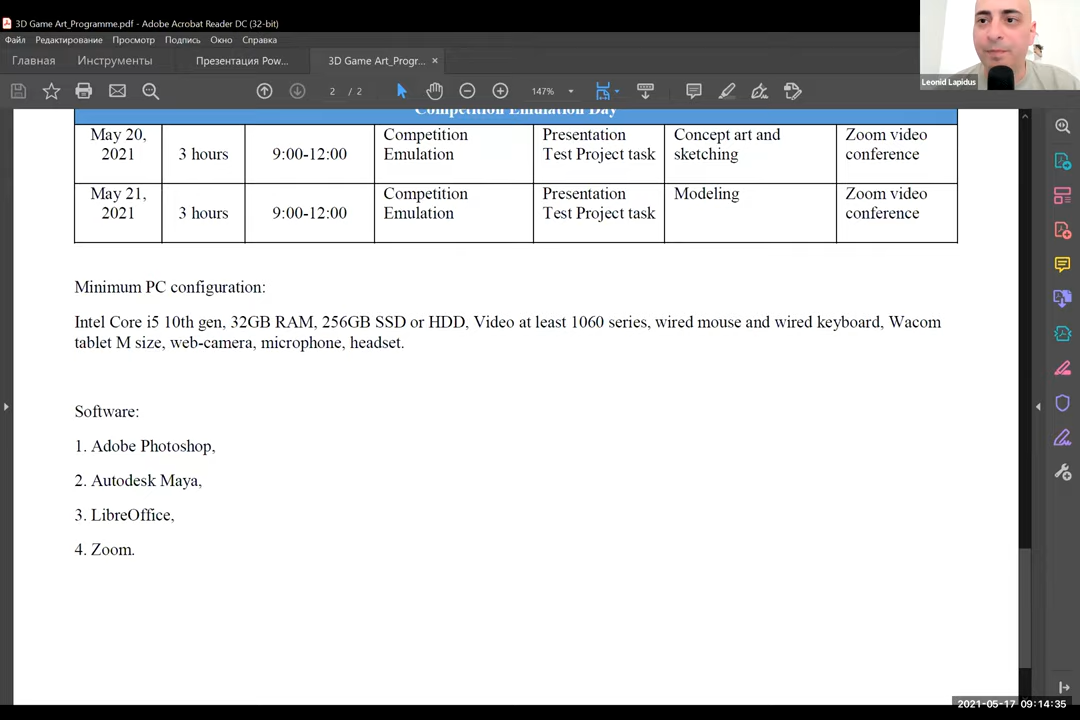 3D Game Art_Programme.pdf - Adobe Acrobat Reader DC (32-bit)
Файл Редактирование Просмотр Подпись Окно Справка
Главная Инструменты Презентация Pow... 3D Game Art_Progr... ×
2 / 2 147%
Leonid Lapidus
Competition Emulation Day
May 20, 2021 3 hours 9:00-12:00 Competition Emulation Presentation Test Project task Concept art and sketching Zoom video conference
May 21, 2021 3 hours 9:00-12:00 Competition Emulation Presentation Test Project task Modeling Zoom video conference
Minimum PC configuration:
Intel Core i5 10th gen, 32GB RAM, 256GB SSD or HDD, Video at least 1060 series, wired mouse and wired keyboard, Wacom
tablet M size, web-camera, microphone, headset.
Software:
1. Adobe Photoshop,
2. Autodesk Maya,
3. LibreOffice,
4. Zoom.
2021-05-17 09:14:35